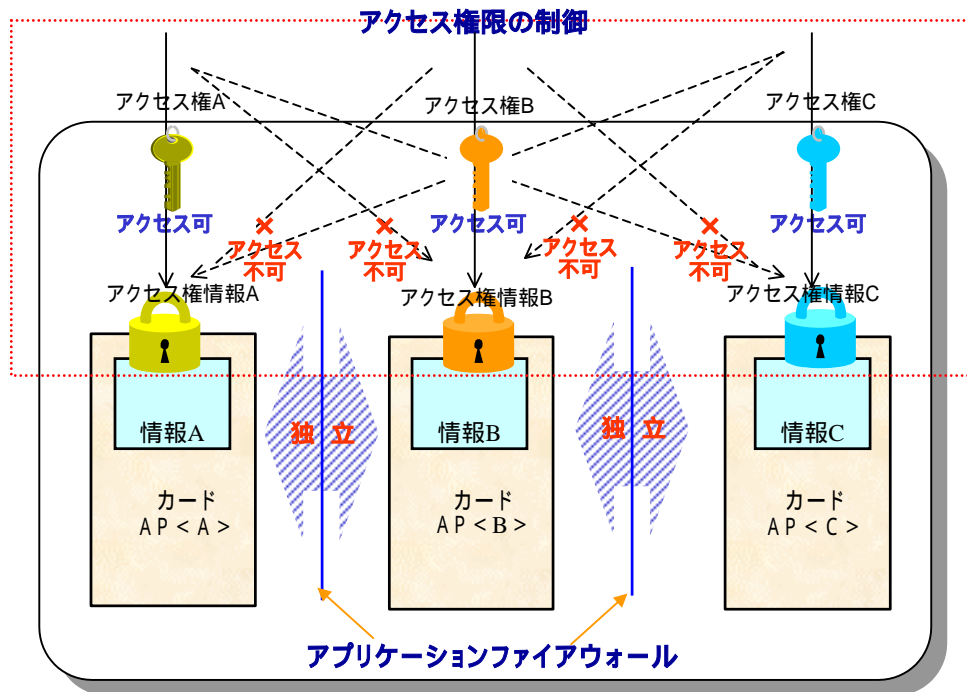 アクセス権限の制御
アクセス権A
アクセス権B
アクセス権C
アクセス可
アクセス可
アクセス可
×
アクセス
不可
×
アクセス
不可
×
アクセス
不可
×
アクセス
不可
アクセス権情報A
アクセス権情報B
アクセス権情報C
情報A
情報B
情報C
独 立
独 立
カード
AP<A>
カード
AP<B>
カード
AP<C>
アプリケーションファイアウォール